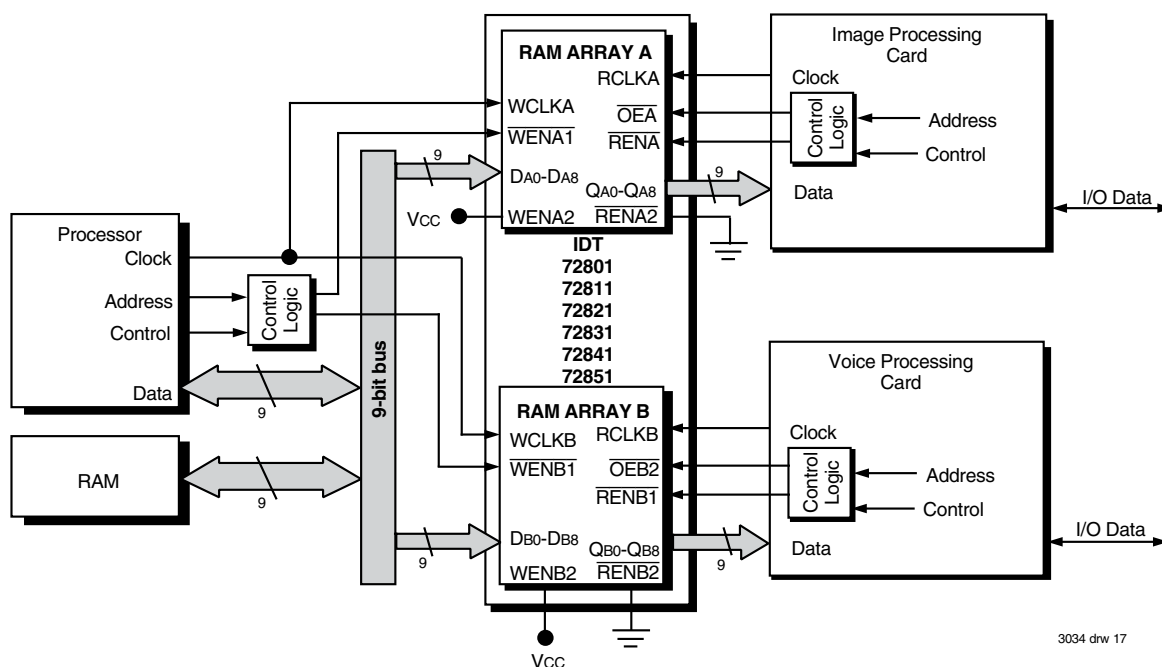 Processor
Clock
Address
Control
Data
Control
Logic
RAM
9
9
9-bit bus
9
9
VCC
VCC
RAM ARRAY A
RCLKA
WCLKA
OEA
WENA1
RENA
DA0-DA8
QA0-QA8
WENA2
RENA2
IDT
72801
72811
72821
72831
72841
72851
RAM ARRAY B
RCLKB
WCLKB
OEB2
WENB1
RENB1
DB0-DB8
QB0-QB8
WENB2
RENB2
9
9
Image Processing
Card
Clock
Control
Logic
Address
Control
Data
I/O Data
Voice Processing
Card
Clock
Control
Logic
Address
Control
Data
I/O Data
3034 drw 17